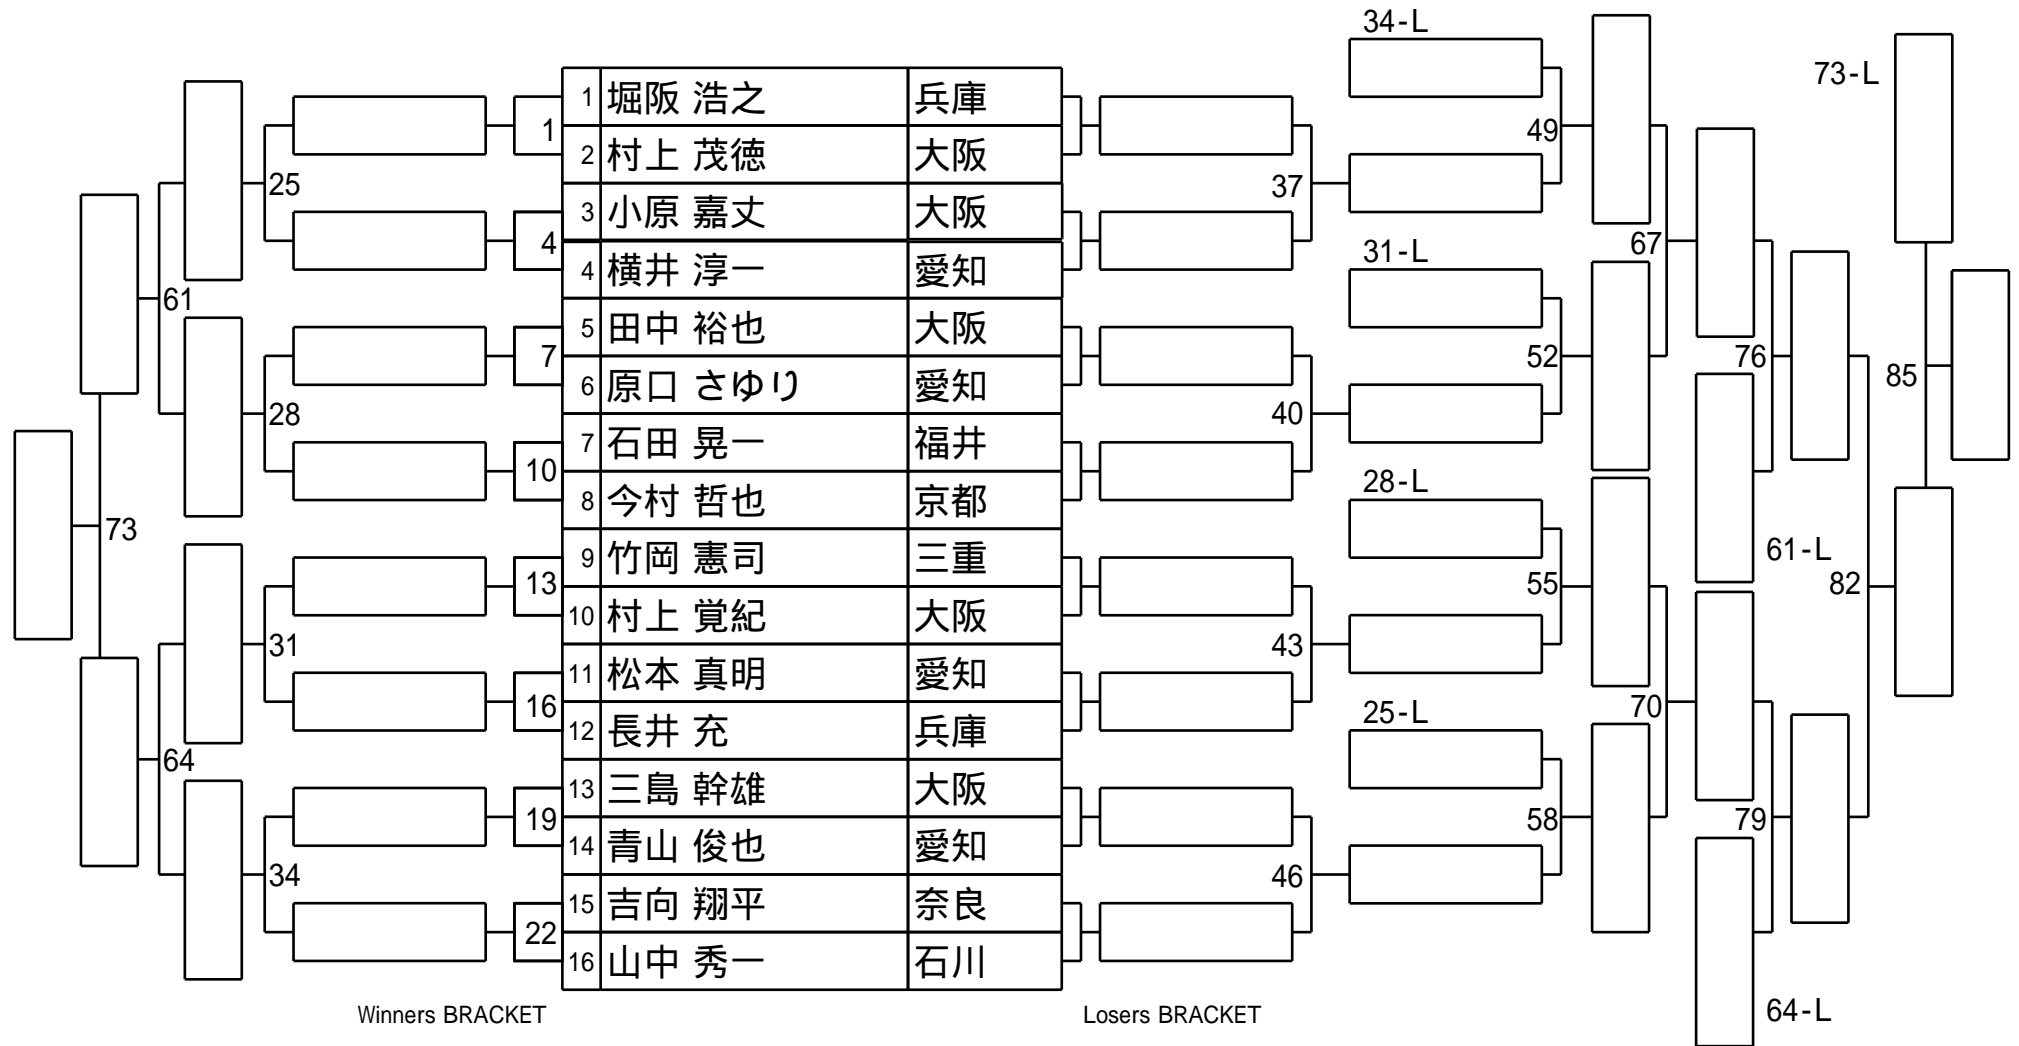 34-L
73-L
1 堀阪 浩之 兵庫
1
49
2 村上 茂徳 大阪
25
37
3 小原 嘉丈 大阪
4
67
31-L
4 横井 淳一 愛知
61
5 田中 裕也 大阪
7
52
76
85
6 原口 さゆり 愛知
28
40
7 石田 晃一 福井
10
28-L
8 今村 哲也 京都
73
9 竹岡 憲司 三重
61-L
13
55
82
10 村上 覚紀 大阪
31
43
11 松本 真明 愛知
16
70
25-L
12 長井 充 兵庫
64
13 三島 幹雄 大阪
19
58
79
14 青山 俊也 愛知
34
46
15 吉向 翔平 奈良
22
16 山中 秀一 石川
Winners BRACKET
Losers BRACKET
64-L